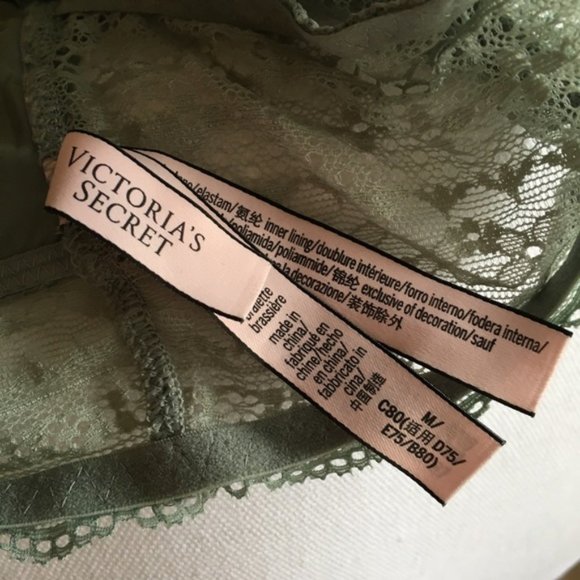 VICTORIA'S
SECRET
/elastam/氨纶 inner lining/doublure intérieure/forro interno/fodera interna/
poliamida/poliammide/锦纶 exclusive of decoration/sauf
la decorazione/装饰除外
bralette
brassière
made in
china/
fabriqué en
chine/hecho
en china/
fabbricato in
cina/
中国制造
M/
C80(适用 D75/
E75/B80)